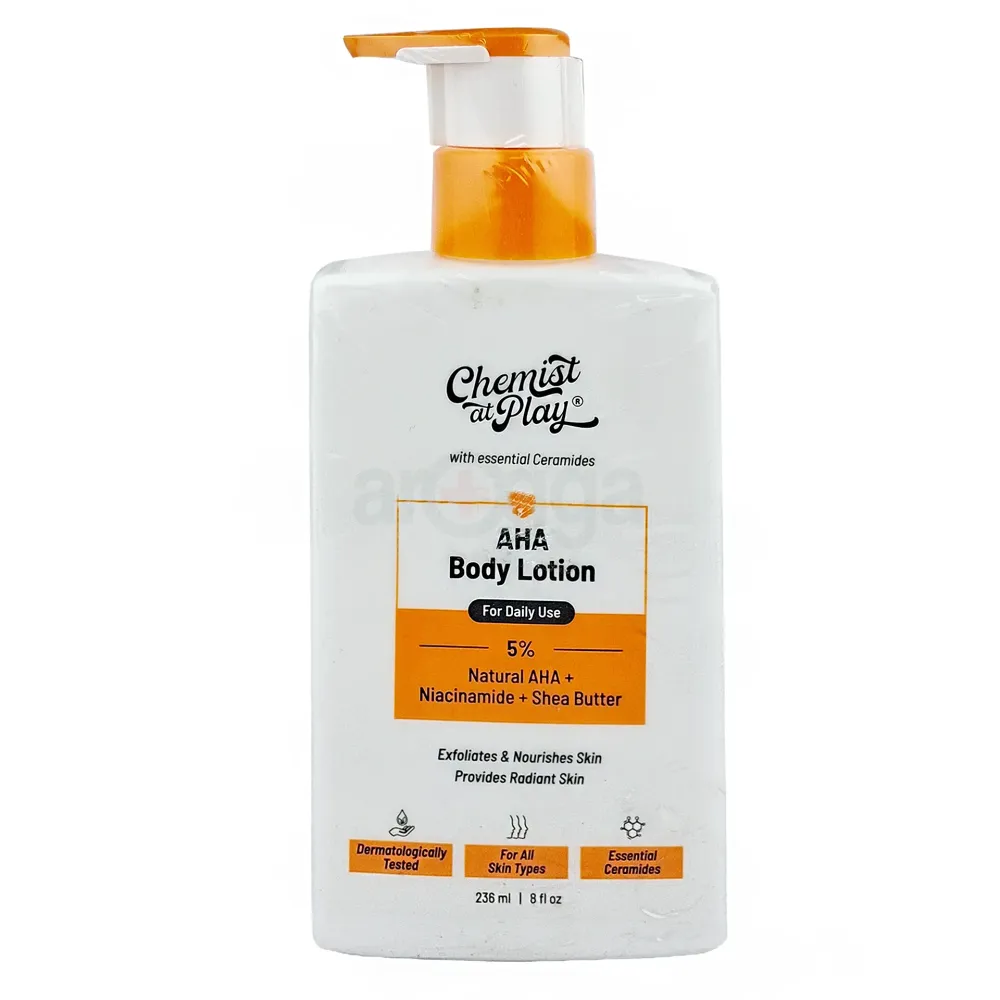 Chemist
at Play®
with essential Ceramides
arogga
AHA
Body Lotion
For Daily Use
5%
Natural AHA +
Niacinamide + Shea Butter
Exfoliates & Nourishes Skin
Provides Radiant Skin
Dermatologically
Tested
For All
Skin Types
Essential
Ceramides
236 ml | 8 fl oz